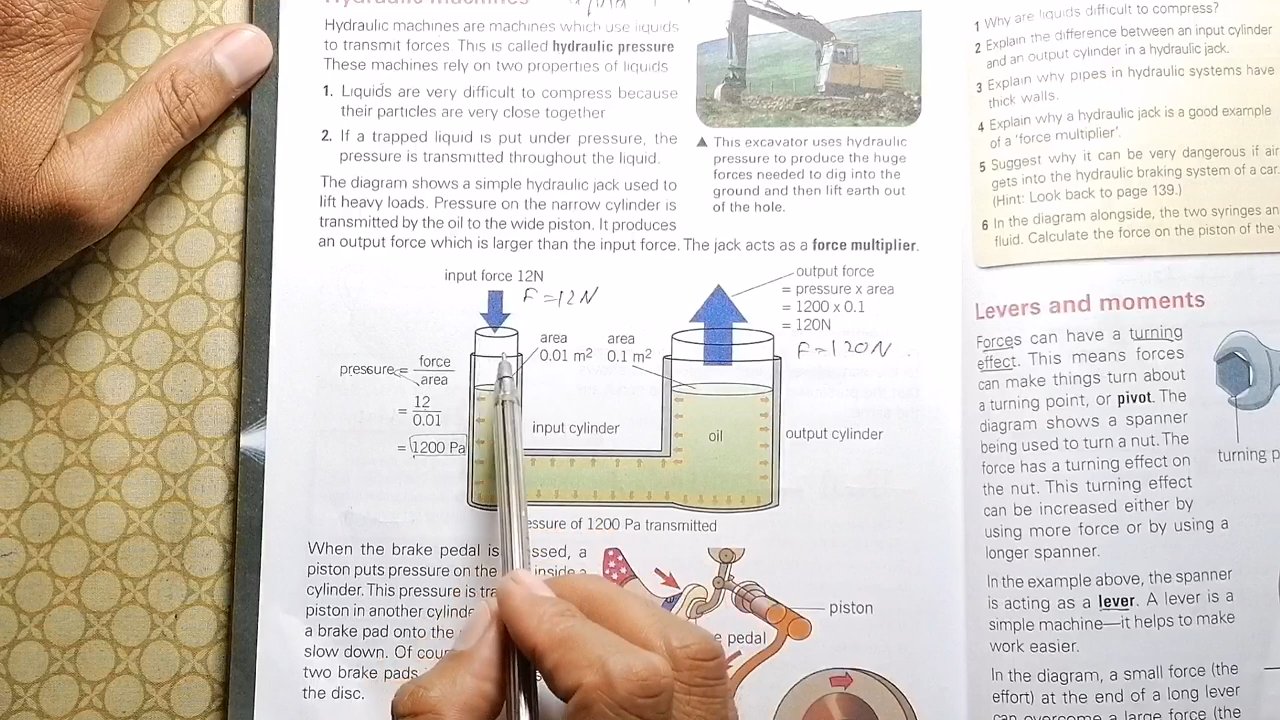 Hydraulic machines
Hydraulic machines are machines which use liquids
to transmit forces. This is called hydraulic pressure
These machines rely on two properties of liquids
1. Liquids are very difficult to compress because
their particles are very close together
2. If a trapped liquid is put under pressure, the
pressure is transmitted throughout the liquid.
The diagram shows a simple hydraulic jack used to
lift heavy loads. Pressure on the narrow cylinder is
transmitted by the oil to the wide piston. It produces
an output force which is larger than the input force. The jack acts as a force multiplier.
▲ This excavator uses hydraulic
pressure to produce the huge
forces needed to dig into the
ground and then lift earth out
of the hole.
input force 12N
F=12N
output force
= pressure x area
= 1200 x 0.1
= 120N
F=120N
area
0.01 m²
area
0.1 m²
pressure = force
area
= 12
0.01
= 1200 Pa
input cylinder
oil
output cylinder
essure of 1200 Pa transmitted
When the brake pedal is ssed, a
piston puts pressure on the inside a
cylinder. This pressure is tra
piston in another cylinde
a brake pad onto the
slow down. Of cour
two brake pads
the disc.
piston
e pedal
1 Why are liquids difficult to compress?
2 Explain the difference between an input cylinder
and an output cylinder in a hydraulic jack.
3 Explain why pipes in hydraulic systems have
thick walls.
4 Explain why a hydraulic jack is a good example
of a 'force multiplier'.
5 Suggest why it can be very dangerous if air
gets into the hydraulic braking system of a car.
(Hint: Look back to page 139.)
6 In the diagram alongside, the two syringes an
fluid. Calculate the force on the piston of the
Levers and moments
Forces can have a turning
effect. This means forces
can make things turn about
a turning point, or pivot. The
diagram shows a spanner
being used to turn a nut. The
force has a turning effect on
the nut. This turning effect
can be increased either by
using more force or by using a
longer spanner.
turning p
In the example above, the spanner
is acting as a lever. A lever is a
simple machine—it helps to make
work easier.
In the diagram, a small force (the
effort) at the end of a long lever
can overcome a large force (the